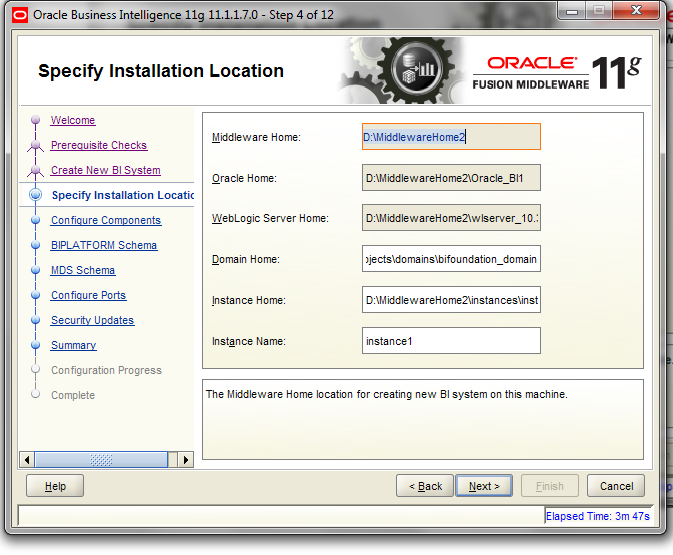 Oracle Business Intelligence 11g 11.1.1.7.0 - Step 4 of 12
Specify Installation Location
ORACLE
FUSION MIDDLEWARE 11g
Welcome
Prerequisite Checks
Create New BI System
Specify Installation Locatio
Configure Components
BIPLATFORM Schema
MDS Schema
Configure Ports
Security Updates
Summary
Configuration Progress
Complete
Middleware Home: D:\MiddlewareHome2
Oracle Home: D:\MiddlewareHome2\Oracle_BI1
WebLogic Server Home: D:\MiddlewareHome2\wlserver_10.3
Domain Home: ojects\domains\bifoundation_domain
Instance Home: D:\MiddlewareHome2\instances\inst
Instance Name: instance1
The Middleware Home location for creating new BI system on this machine.
Help
< Back
Next >
Finish
Cancel
Elapsed Time: 3m 47s